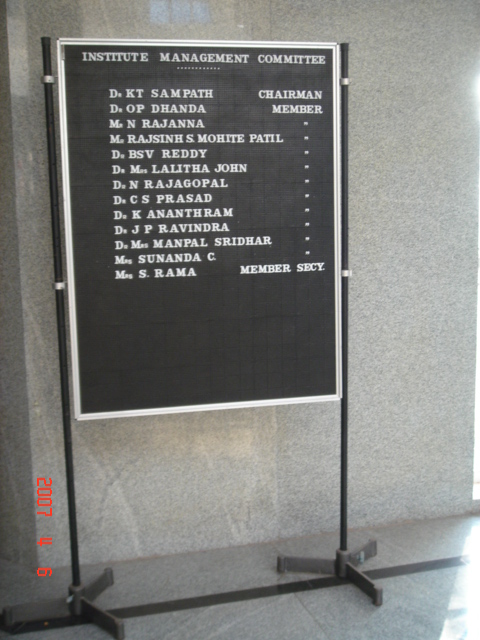 INSTITUTE MANAGEMENT COMMITTEE
DR KT SAMPATH CHAIRMAN
DR OP DHANDA MEMBER
MR N RAJANNA "
MR RAJSINH S. MOHITE PATIL "
DR BSV REDDY "
DR MRS LALITHA JOHN "
DR N RAJAGOPAL "
DR C S PRASAD "
DR K ANANTHRAM "
DR J P RAVINDRA "
DR MRS MANPAL SRIDHAR "
MRS SUNANDA C. "
MRS S. RAMA MEMBER SECY.
2007 4 6